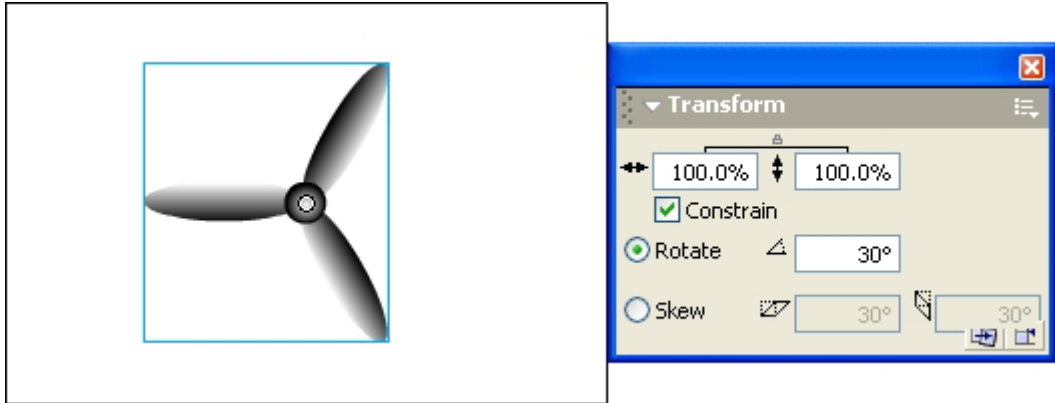 Transform
100.0% 100.0%
Constrain
Rotate 30°
Skew 30° 30°